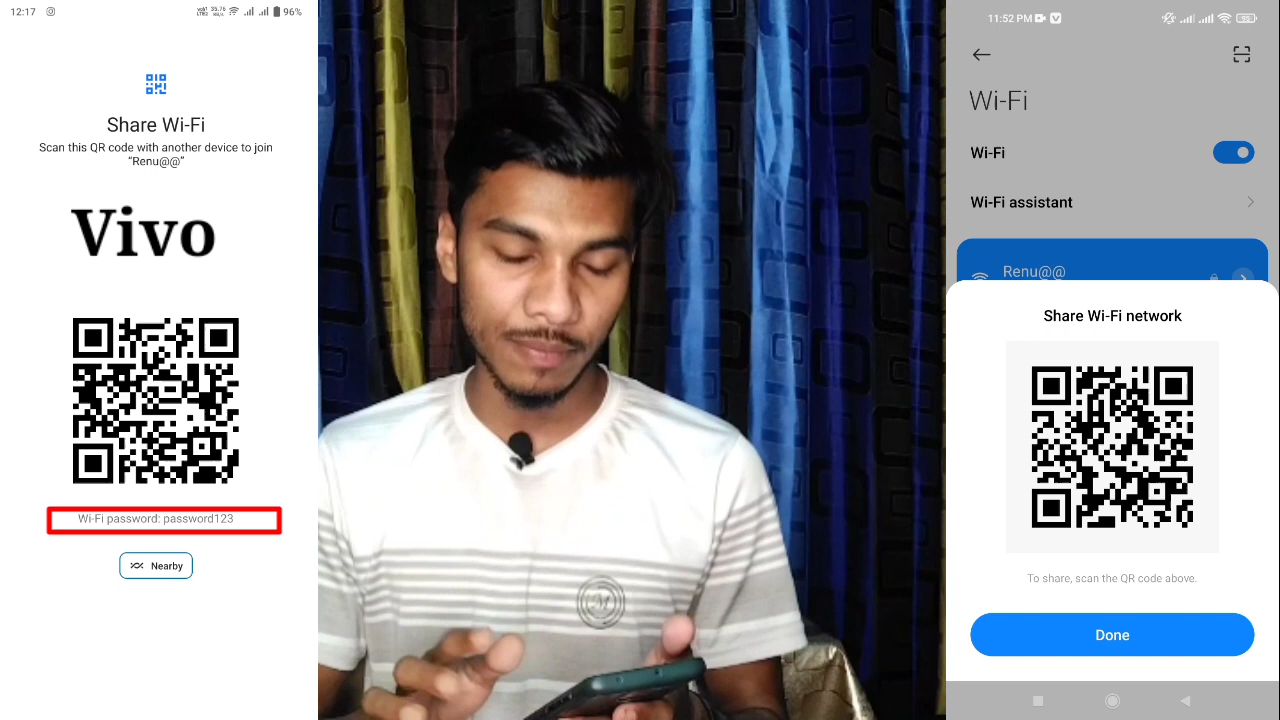 12:17
96%
Share Wi-Fi
Scan this QR code with another device to join
“Renu@@”
Vivo
Wi-Fi password: password123
Nearby
11:52 PM
Wi-Fi
Wi-Fi
Wi-Fi assistant
Renu@@
Share Wi-Fi network
To share, scan the QR code above.
Done